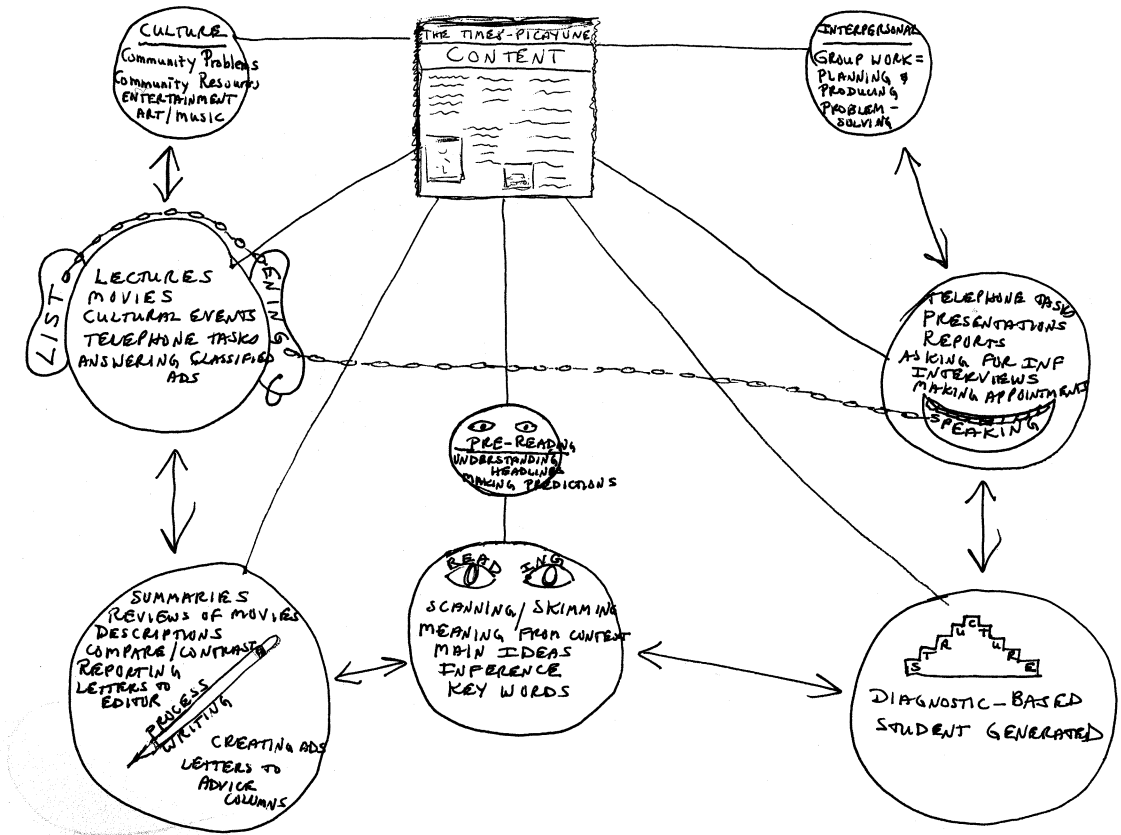 CULTURE
Community Problems
Community Resources
ENTERTAINMENT
ART/MUSIC
THE TIMES-PICAYUNE
CONTENT
INTERPERSONAL
GROUP WORK=
PLANNING &
PRODUCING
PROBLEM-
SOLVING
LISTENING
LECTURES
MOVIES
CULTURAL EVENTS
TELEPHONE TASKS
ANSWERING CLASSIFIED
ADS
TELEPHONE TASKS
PRESENTATIONS
REPORTS
ASKING FOR INF
INTERVIEWS
MAKING APPOINTMENTS
SPEAKING
PRE-READING
UNDERSTANDING
HEADLINES
MAKING PREDICTIONS
READING
SCANNING/SKIMMING
MEANING FROM CONTENT
MAIN IDEAS
INFERENCE
KEY WORDS
SUMMARIES
REVIEWS OF MOVIES
DESCRIPTIONS
COMPARE/CONTRAST
REPORTING
LETTERS TO
EDITOR
PROCESS
WRITING
CREATING ADS
LETTERS TO
ADVICE
COLUMNS
STRUCTURE
DIAGNOSTIC-BASED
STUDENT GENERATED